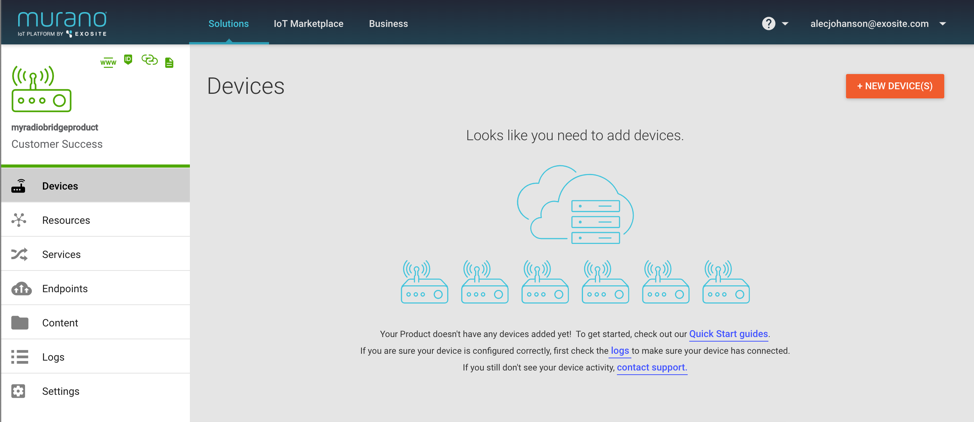 murano
IoT PLATFORM BY EXOSITE
Solutions
IoT Marketplace
Business
?
alecjohanson@exosite.com
www
ID
myradiobridgeproduct
Customer Success
Devices
Resources
Services
Endpoints
Content
Logs
Settings
Devices
+ NEW DEVICE(S)
Looks like you need to add devices.
Your Product doesn't have any devices added yet! To get started, check out our Quick Start guides.
If you are sure your device is configured correctly, first check the logs to make sure your device has connected.
If you still don't see your device activity, contact support.